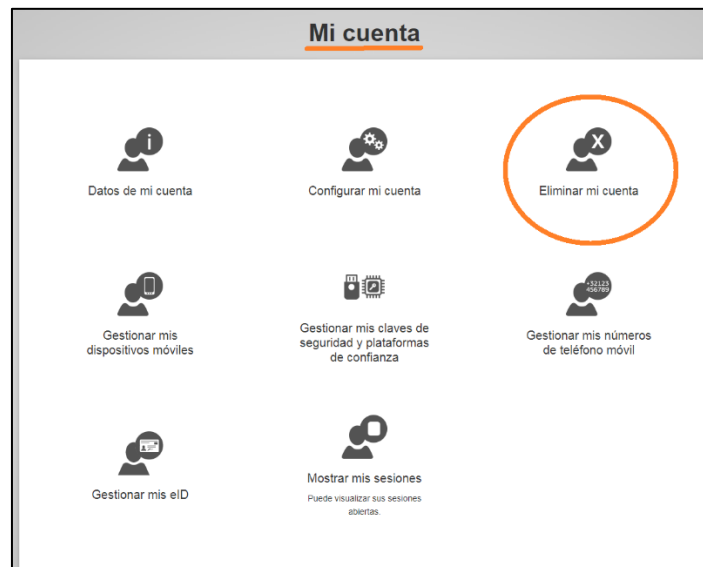 Mi cuenta
i
X
Datos de mi cuenta
Configurar mi cuenta
Eliminar mi cuenta
+32123
456789
Gestionar mis
dispositivos móviles
Gestionar mis claves de
seguridad y plataformas
de confianza
Gestionar mis números
de teléfono móvil
Gestionar mis eID
Mostrar mis sesiones
Puede visualizar sus sesiones
abiertas.